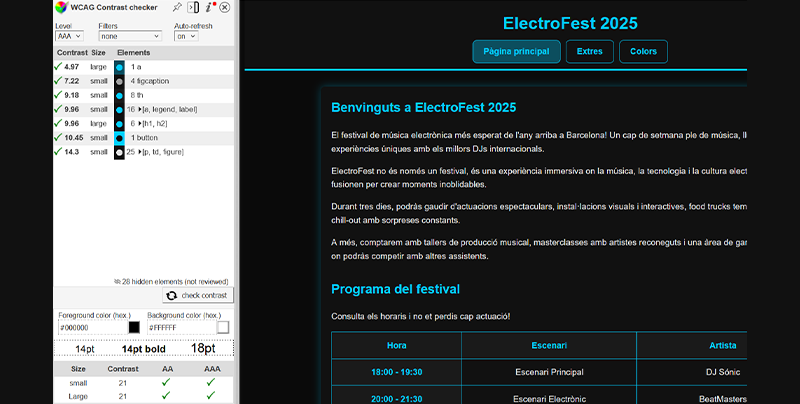 WCAG Contrast checker
Level
Filters
Auto-refresh
AAA
none
on
Contrast Size Elements
4.97 large 1 a
7.22 small 4 figcaption
9.18 small 8 th
9.96 small 16 [a, legend, label]
9.96 large 6 [h1, h2]
10.45 small 1 button
14.3 small 25 [p, td, figure]
28 hidden elements (not reviewed)
check contrast
Foreground color (hex.) Background color (hex.)
#000000 #FFFFFF
14pt 14pt bold 18pt
Size Contrast AA AAA
small 21
Large 21
ElectroFest 2025
Pàgina principal Extres Colors
Benvinguts a ElectroFest 2025
El festival de música electrònica més esperat de l'any arriba a Barcelona! Un cap de setmana ple de música, ll
experiències úniques amb els millors DJs internacionals.
ElectroFest no és només un festival, és una experiència immersiva on la música, la tecnologia i la cultura elect
fusionen per crear moments inoblidables.
Durant tres dies, podràs gaudir d'actuacions espectaculars, instal·lacions visuals i interactives, food trucks tem
chill-out amb sorpreses constants.
A més, comptarem amb tallers de producció musical, masterclasses amb artistes reconeguts i una àrea de gar
on podràs competir amb altres assistents.
Programa del festival
Consulta els horaris i no et perdis cap actuació!
Hora Escenari Artista
18:00 - 19:30 Escenari Principal DJ Sónic
20:00 - 21:30 Escenari Electrònic BeatMasters